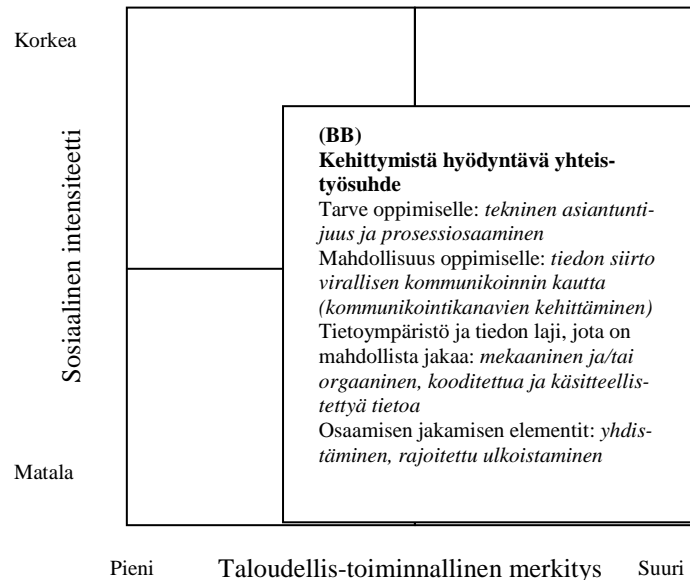 Korkea
Sosiaalinen intensiteetti
(BB)
Kehittymistä hyödyntävä yhteis-
työsuhde
Tarve oppimiselle: tekninen asiantunti-
juus ja prosessiosaaminen
Mahdollisuus oppimiselle: tiedon siirto
virallisen kommunikoinnin kautta
(kommunikointikanavien kehittäminen)
Tietoympäristö ja tiedon laji, jota on
mahdollista jakaa: mekaaninen ja/tai
orgaaninen, kooditettua ja käsitteellis-
tettyä tietoa
Osaamisen jakamisen elementit: yhdis-
täminen, rajoitettu ulkoistaminen
Matala
Pieni Taloudellis-toiminnallinen merkitys Suuri